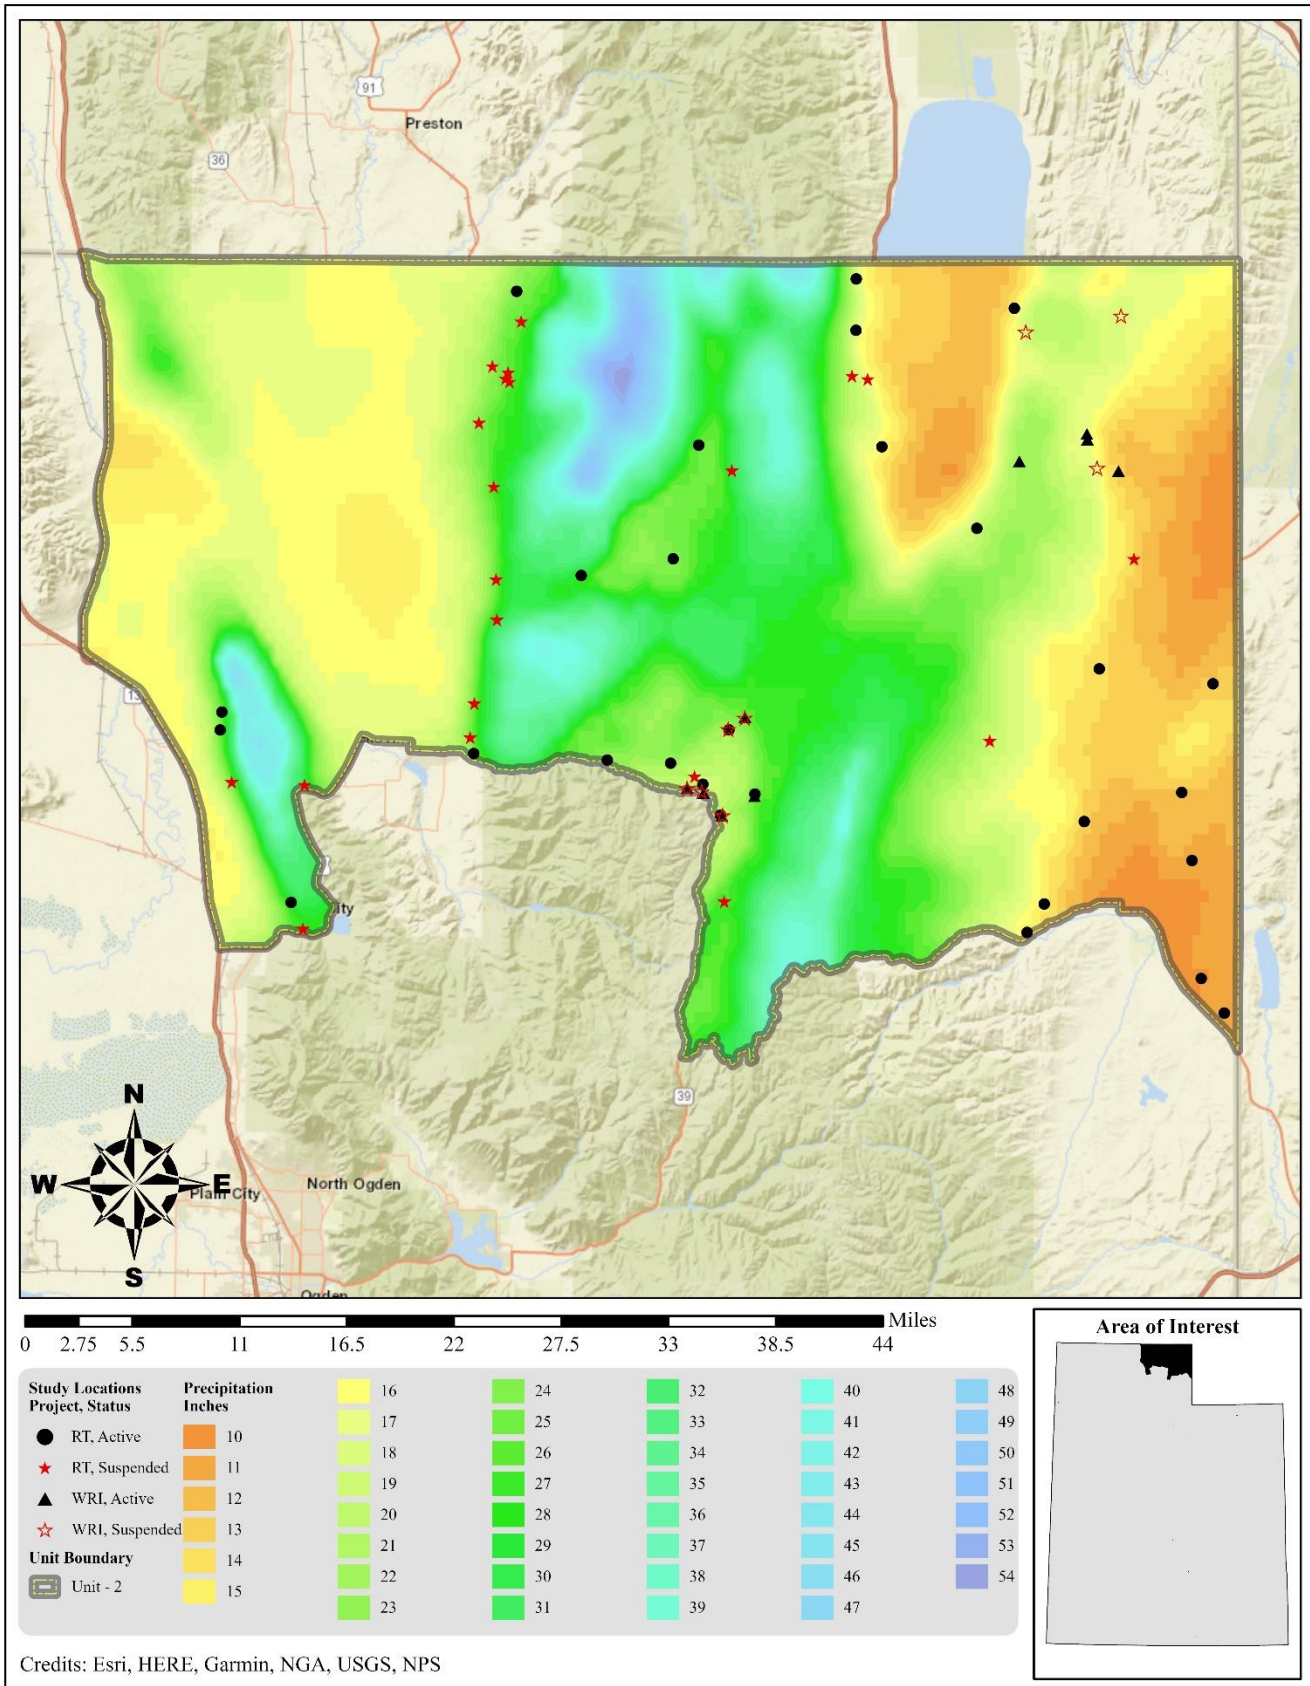 91
Preston
36
13
ity
N
W E
S
39
Plain City
North Ogden
Ogden
Miles
0 2.75 5.5 11 16.5 22 27.5 33 38.5 44
Study Locations
Project, Status
RT, Active
RT, Suspended
WRI, Active
WRI, Suspended
Unit Boundary
Unit - 2
Precipitation
Inches
10
11
12
13
14
15
16
17
18
19
20
21
22
23
24
25
26
27
28
29
30
31
32
33
34
35
36
37
38
39
40
41
42
43
44
45
46
47
48
49
50
51
52
53
54
Area of Interest
Credits: Esri, HERE, Garmin, NGA, USGS, NPS